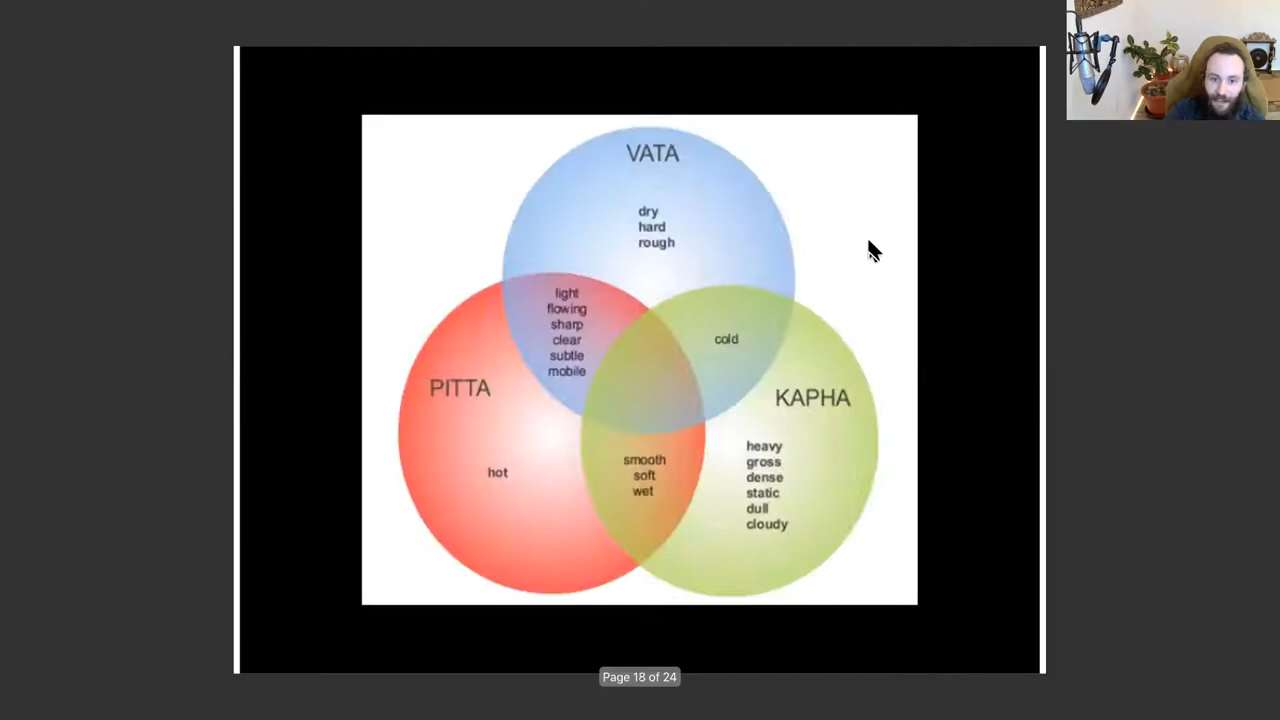 VATA
dry
hard
rough
light
flowing
sharp
clear
subtle
mobile
cold
PITTA
KAPHA
hot
smooth
soft
wet
heavy
gross
dense
static
dull
cloudy
Page 18 of 24